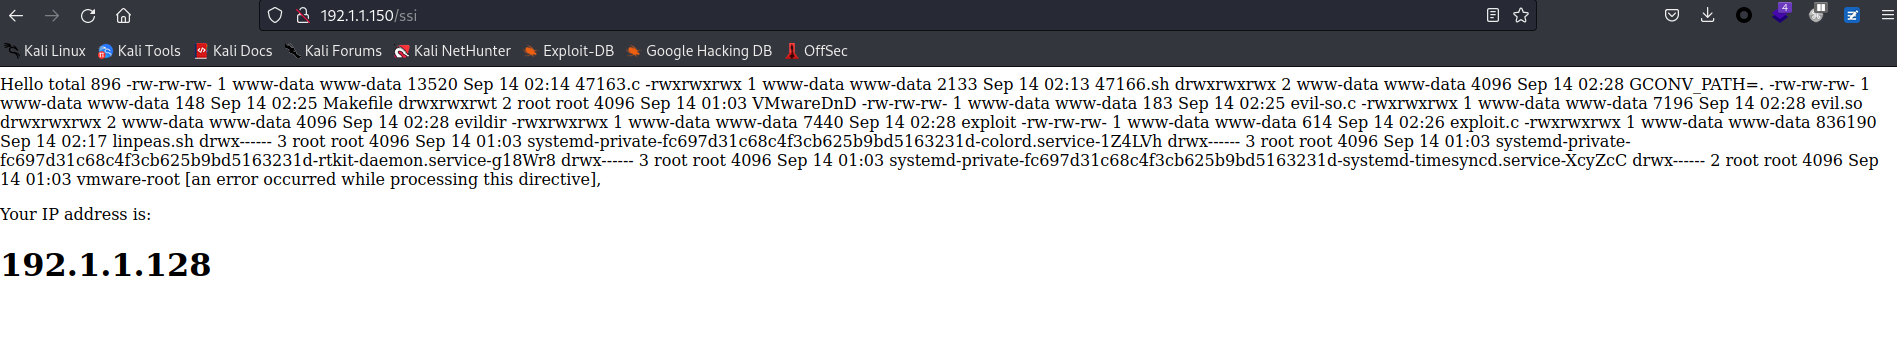 192.1.1.150/ssi
4
Kali Linux Kali Tools Kali Docs Kali Forums Kali NetHunter Exploit-DB Google Hacking DB OffSec
Hello total 896 -rw-rw-rw- 1 www-data www-data 13520 Sep 14 02:14 47163.c -rwxrwxrwx 1 www-data www-data 2133 Sep 14 02:13 47166.sh drwxrwxrwx 2 www-data www-data 4096 Sep 14 02:28 GCONV_PATH=. -rw-rw-rw- 1
www-data www-data 148 Sep 14 02:25 Makefile drwxrwxrwt 2 root root 4096 Sep 14 01:03 VMwareDnD -rw-rw-rw- 1 www-data www-data 183 Sep 14 02:25 evil-so.c -rwxrwxrwx 1 www-data www-data 7196 Sep 14 02:28 evil.so
drwxrwxrwx 2 www-data www-data 4096 Sep 14 02:28 evildir -rwxrwxrwx 1 www-data www-data 7440 Sep 14 02:28 exploit -rw-rw-rw- 1 www-data www-data 614 Sep 14 02:26 exploit.c -rwxrwxrwx 1 www-data www-data 836190
Sep 14 02:17 linpeas.sh drwx------ 3 root root 4096 Sep 14 01:03 systemd-private-fc697d31c68c4f3cb625b9bd5163231d-colord.service-1Z4LVh drwx------ 3 root root 4096 Sep 14 01:03 systemd-private-
fc697d31c68c4f3cb625b9bd5163231d-rtkit-daemon.service-g18Wr8 drwx------ 3 root root 4096 Sep 14 01:03 systemd-private-fc697d31c68c4f3cb625b9bd5163231d-systemd-timesyncd.service-XcyZcC drwx------ 2 root root 4096 Sep
14 01:03 vmware-root [an error occurred while processing this directive],
Your IP address is:
192.1.1.128